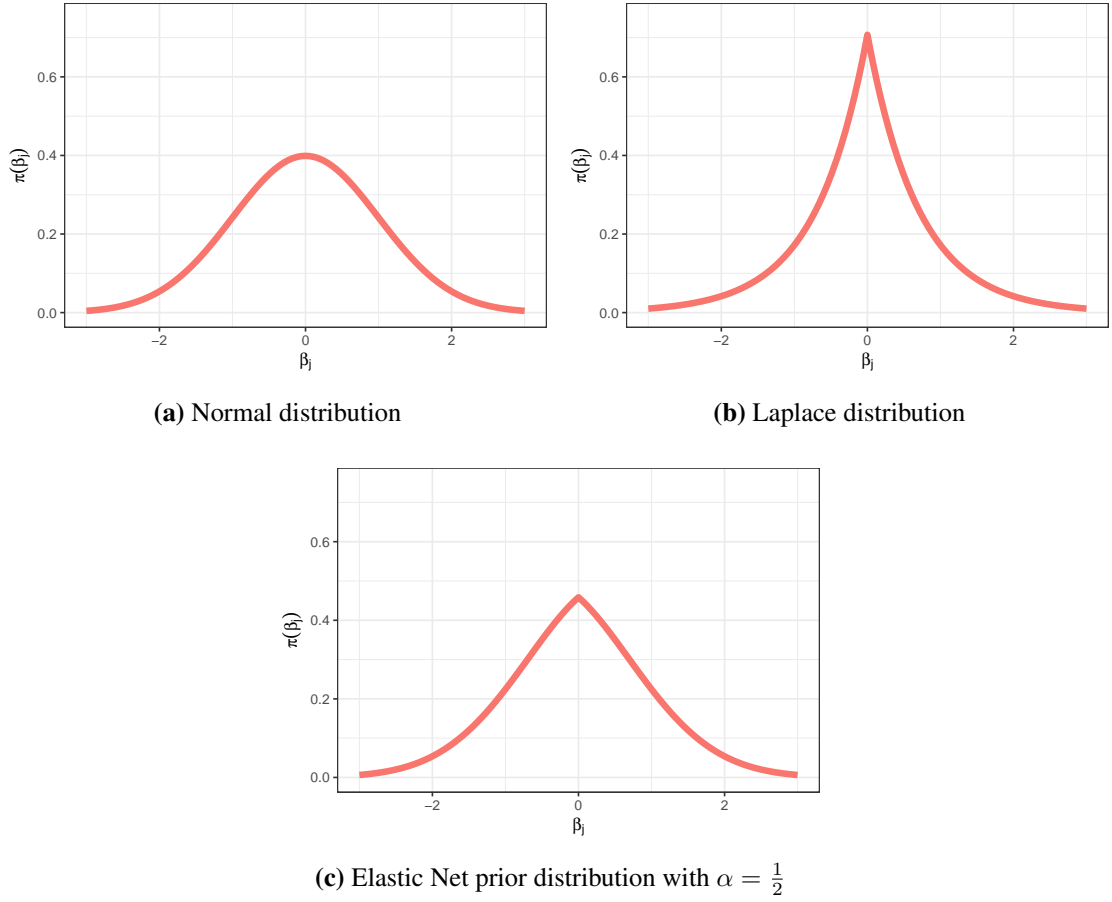 0.6
0.4
0.2
0.0
π(βj)
−2
0
2
βj
(a) Normal distribution
0.6
0.4
0.2
0.0
π(βj)
−2
0
2
βj
(b) Laplace distribution
0.6
0.4
0.2
0.0
π(βj)
−2
0
2
βj
(c) Elastic Net prior distribution with α = 1/2